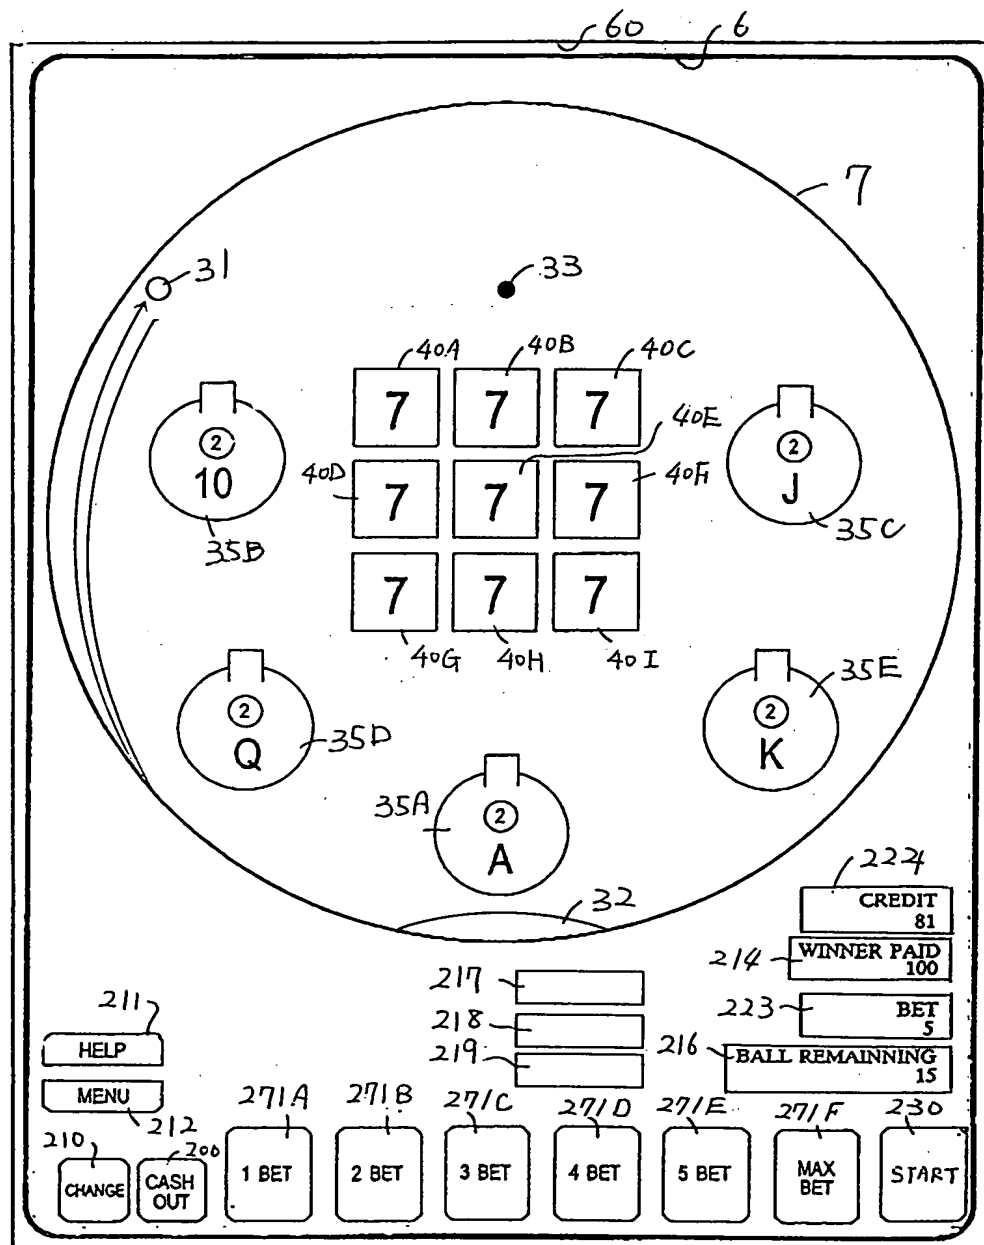 60 6
7
31 33
40A 40B 40C
7 7 7
40E
2 2
10 J
40D 7 7 7 40F
35B 35C
7 7 7
40G 40H 40I
35E
2 2
Q 35D K
35A 2
A
224
32 CREDIT
81
214 WINNER PAID
100
217
211 223 BET
5
HELP 218
219 216 BALL REMAINNING
15
MENU
212
271A 271B 271C 271D 271E 271F 230
210 200
CHANGE CASH OUT 1 BET 2 BET 3 BET 4 BET 5 BET MAX BET START